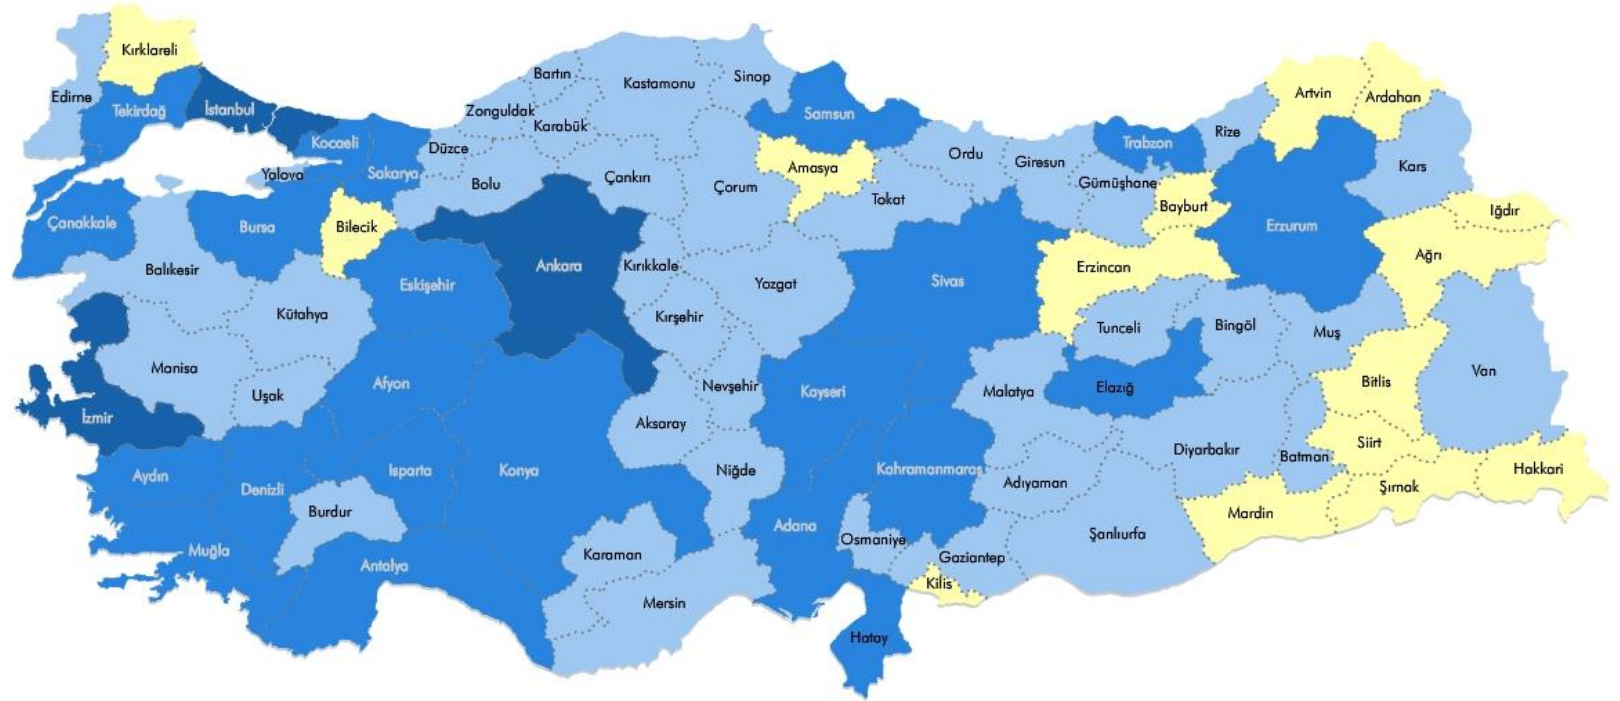 Kırklareli
Edirne
Tekirdağ
İstanbul
Kocaeli
Yalova
Sakarya
Düzce
Zonguldak
Bartın
Karabük
Kastamonu
Sinop
Samsun
Bolu
Çankırı
Çorum
Amasya
Tokat
Ordu
Giresun
Trabzon
Gümüşhane
Rize
Artvin
Ardahan
Kars
Bayburt
Erzurum
Iğdır
Ağrı
Çanakkale
Bursa
Bilecik
Balıkesir
Kütahya
Eskişehir
Ankara
Kırıkkale
Kırşehir
Yozgat
Sivas
Erzincan
Tunceli
Bingöl
Muş
Bitlis
Van
Manisa
Uşak
İzmir
Afyon
Nevşehir
Kayseri
Malatya
Elazığ
Aksaray
Niğde
Konya
Isparta
Aydın
Denizli
Burdur
Muğla
Antalya
Karaman
Mersin
Adana
Osmaniye
Kahramanmaraş
Adıyaman
Diyarbakır
Batman
Siirt
Şırnak
Hakkari
Mardin
Şanlıurfa
Gaziantep
Kilis
Hatay